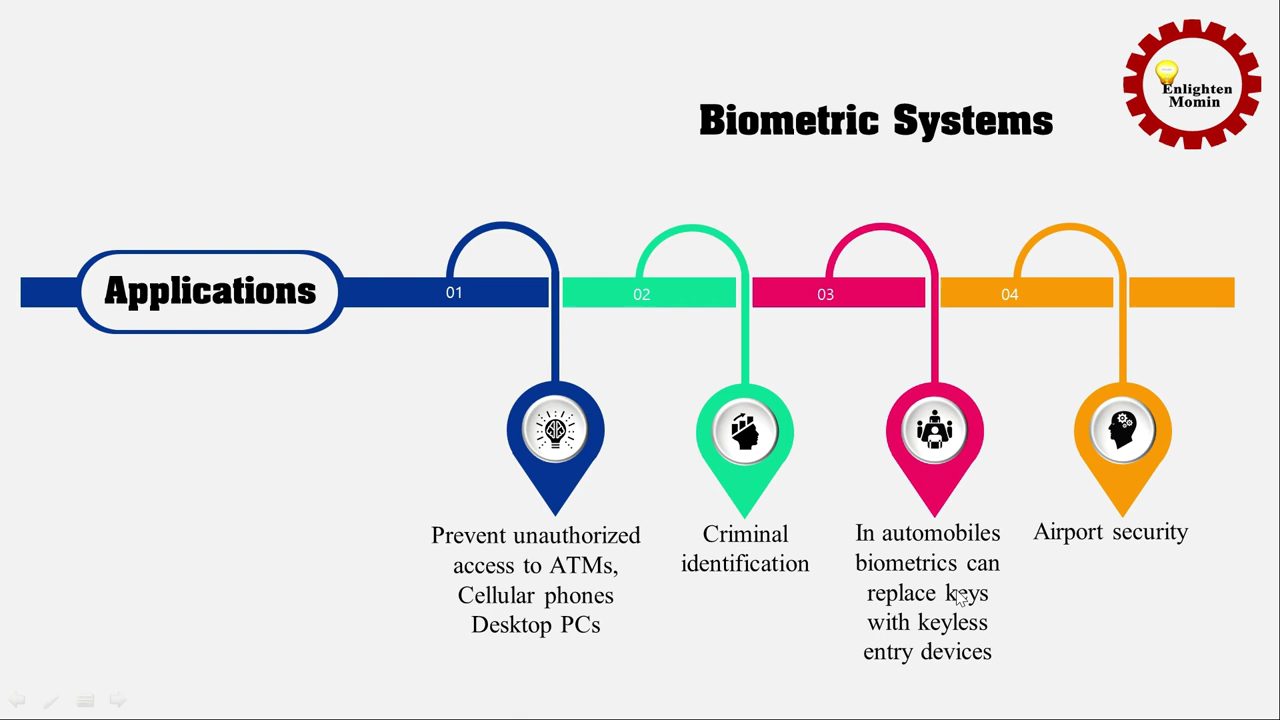 Enlighten
Momin
Biometric Systems
Applications
01
02
03
04
Prevent unauthorized
access to ATMs,
Cellular phones
Desktop PCs
Criminal
identification
In automobiles
biometrics can
replace keys
with keyless
entry devices
Airport security